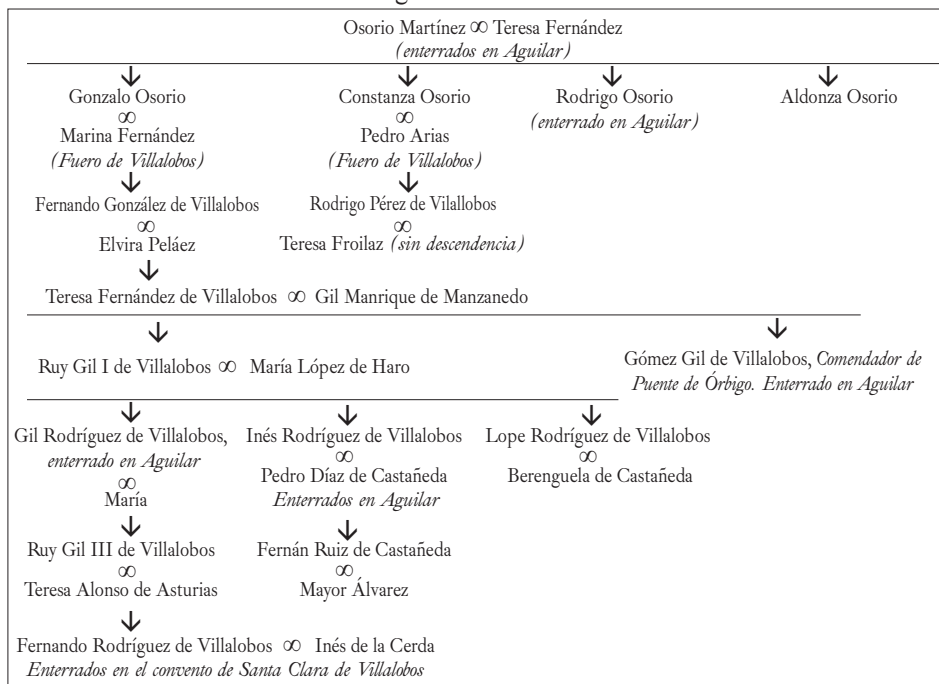 Osorio Martínez ∞ Teresa Fernández
(enterrados en Aguilar)
Gonzalo Osorio
∞
Marina Fernández
(Fuero de Villalobos)
Constanza Osorio
∞
Pedro Arias
(Fuero de Villalobos)
Rodrigo Osorio
(enterrado en Aguilar)
Aldonza Osorio
Fernando González de Villalobos
∞
Elvira Peláez
Rodrigo Pérez de Vilallobos
∞
Teresa Froilaz (sin descendencia)
Teresa Fernández de Villalobos ∞ Gil Manrique de Manzanedo
Ruy Gil I de Villalobos ∞ María López de Haro
Gómez Gil de Villalobos, Comendador de
Puente de Órbigo. Enterrado en Aguilar
Gil Rodríguez de Villalobos,
enterrado en Aguilar
∞
María
Inés Rodríguez de Villalobos
∞
Pedro Díaz de Castañeda
Enterrados en Aguilar
Lope Rodríguez de Villalobos
∞
Berenguela de Castañeda
Ruy Gil III de Villalobos
∞
Teresa Alonso de Asturias
Fernán Ruiz de Castañeda
∞
Mayor Álvarez
Fernando Rodríguez de Villalobos ∞ Inés de la Cerda
Enterrados en el convento de Santa Clara de Villalobos